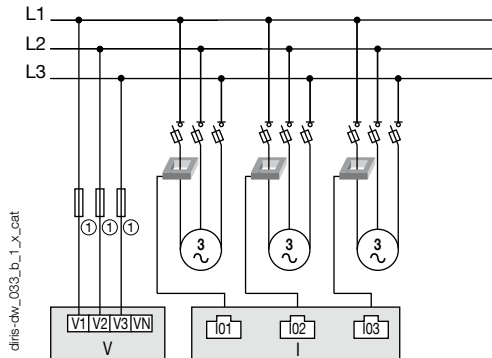 L1
L2
L3
1 1 1
3 3 3
~ ~ ~
V1 V2 V3 VN
V
I01 I02 I03
I
diris-dw_033_b_1_x_cat